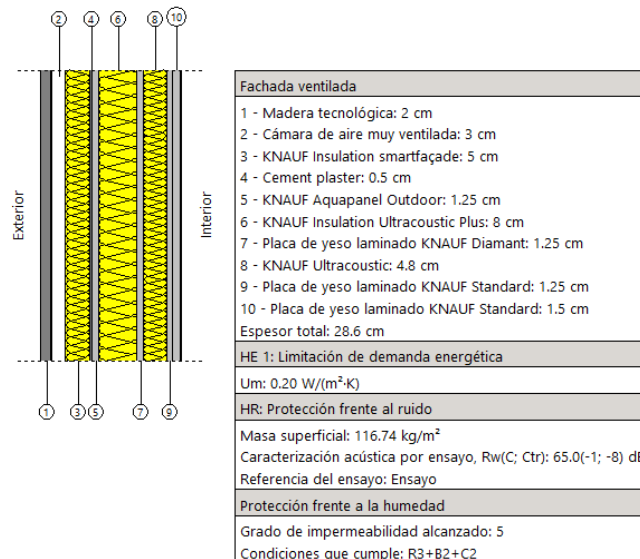 2 4 6 8 10
Exterior
Interior
1 3 5 7 9
Fachada ventilada
1 - Madera tecnológica: 2 cm
2 - Cámara de aire muy ventilada: 3 cm
3 - KNAUF Insulation smartfaçade: 5 cm
4 - Cement plaster: 0.5 cm
5 - KNAUF Aquapanel Outdoor: 1.25 cm
6 - KNAUF Insulation Ultracoustic Plus: 8 cm
7 - Placa de yeso laminado KNAUF Diamant: 1.25 cm
8 - KNAUF Ultracoustic: 4.8 cm
9 - Placa de yeso laminado KNAUF Standard: 1.25 cm
10 - Placa de yeso laminado KNAUF Standard: 1.5 cm
Espesor total: 28.6 cm
HE 1: Limitación de demanda energética
Um: 0.20 W/(m²·K)
HR: Protección frente al ruido
Masa superficial: 116.74 kg/m²
Caracterización acústica por ensayo, Rw(C; Ctr): 65.0(-1; -8) dB
Referencia del ensayo: Ensayo
Protección frente a la humedad
Grado de impermeabilidad alcanzado: 5
Condiciones que cumple: R3+B2+C2